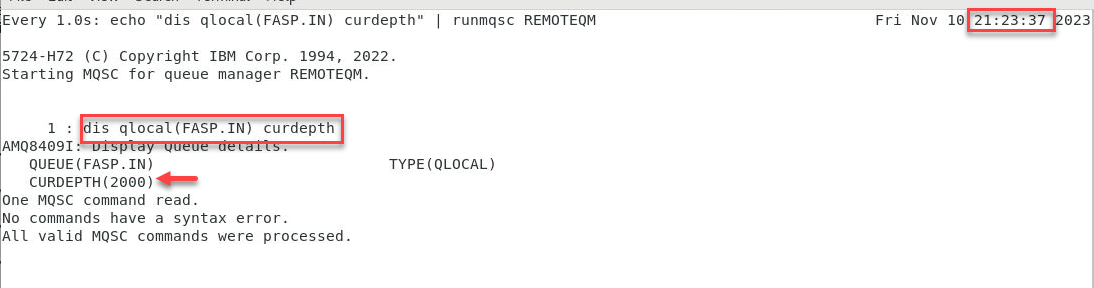 Every 1.0s: echo "dis qlocal(FASP.IN) curdepth" | runmqsc REMOTEQM Fri Nov 10 21:23:37 2023
5724-H72 (C) Copyright IBM Corp. 1994, 2022.
Starting MQSC for queue manager REMOTEQM.
1 : dis qlocal(FASP.IN) curdepth
AMQ8409I: Display Queue details.
QUEUE(FASP.IN) TYPE(QLOCAL)
CURDEPTH(2000)
One MQSC command read.
No commands have a syntax error.
All valid MQSC commands were processed.